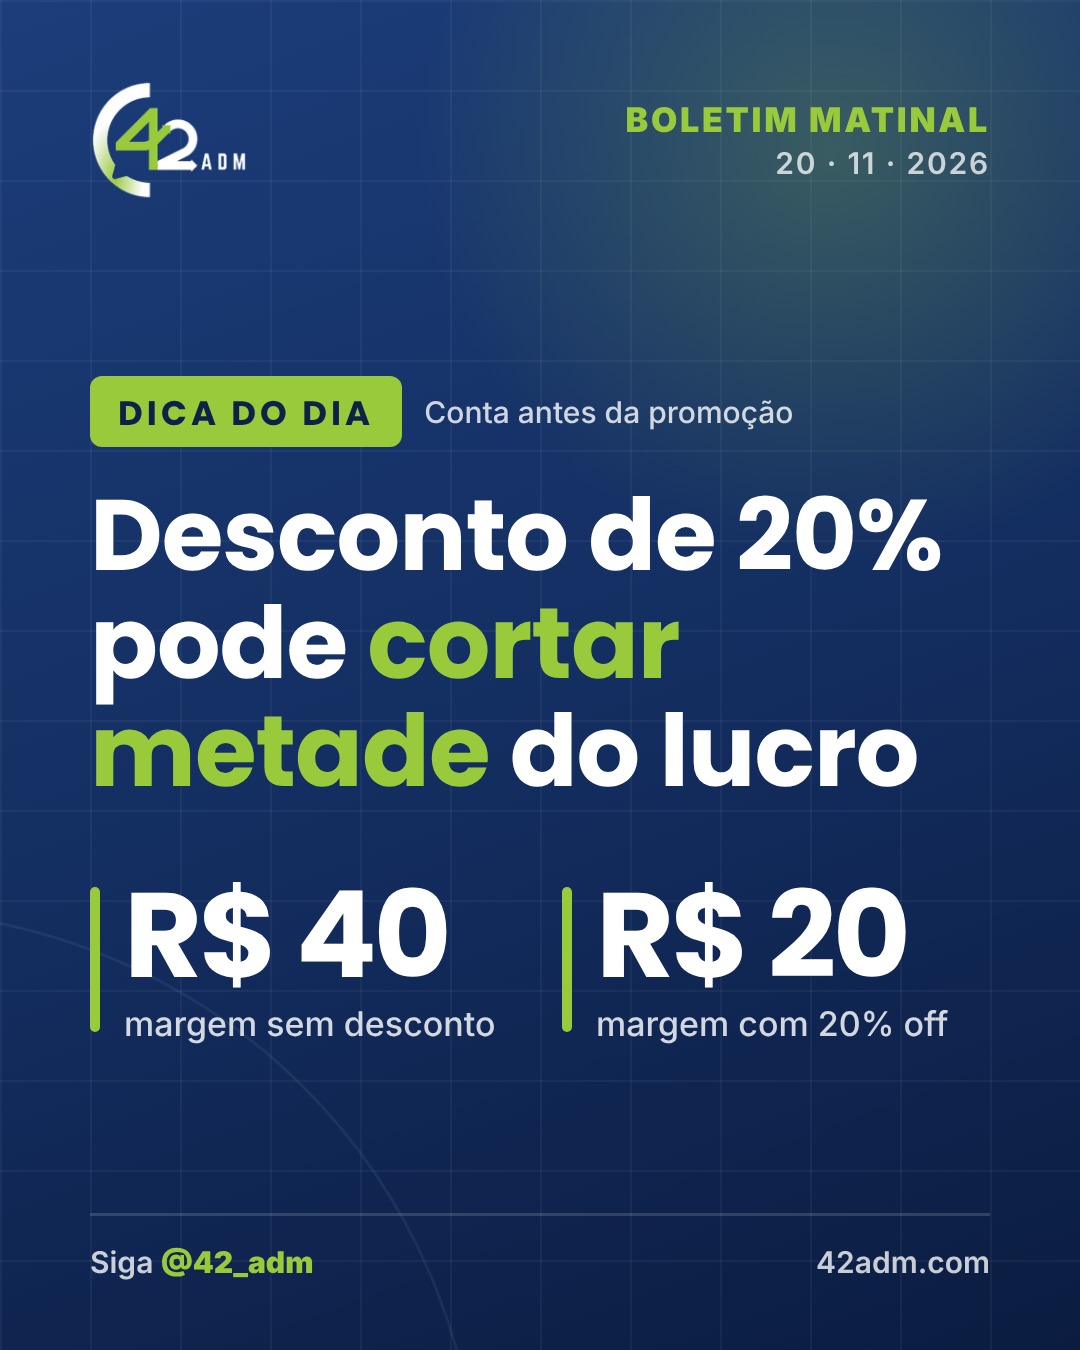 42 ADM
BOLETIM MATINAL
20 · 11 · 2026
DICA DO DIA
Conta antes da promoção
Desconto de 20%
pode cortar
metade do lucro
R$ 40
margem sem desconto
R$ 20
margem com 20% off
Siga @42_adm
42adm.com